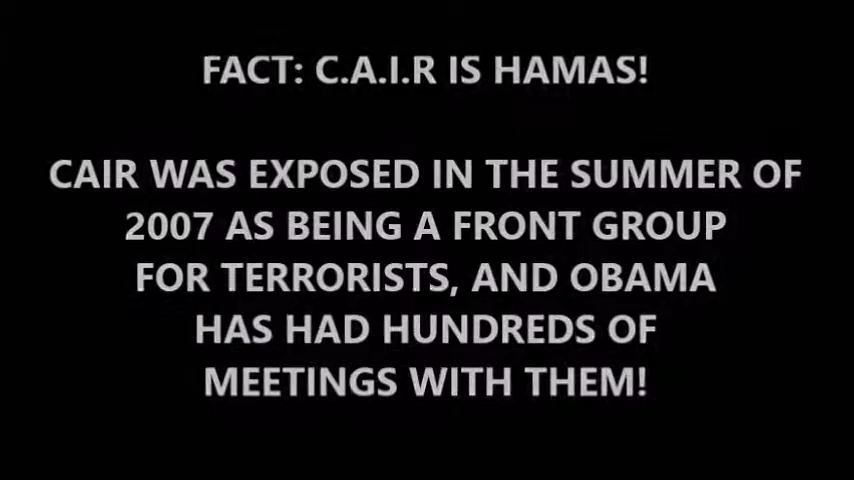 FACT: C.A.I.R IS HAMAS!
CAIR WAS EXPOSED IN THE SUMMER OF
2007 AS BEING A FRONT GROUP
FOR TERRORISTS, AND OBAMA
HAS HAD HUNDREDS OF
MEETINGS WITH THEM!